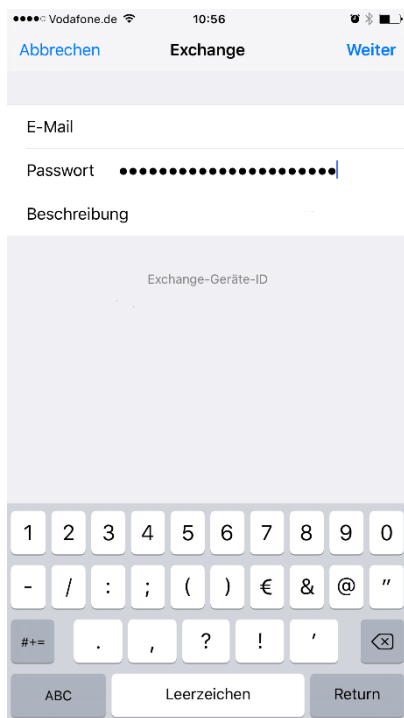 Vodafone.de 10:56
Abbrechen Exchange Weiter
E-Mail
Passwort ●●●●●●●●●●●●●●●●●●●●●●
Beschreibung
Exchange-Geräte-ID
1 2 3 4 5 6 7 8 9 0
- / : ; ( ) € & @ "
#+= . , ? ! '
ABC Leerzeichen Return